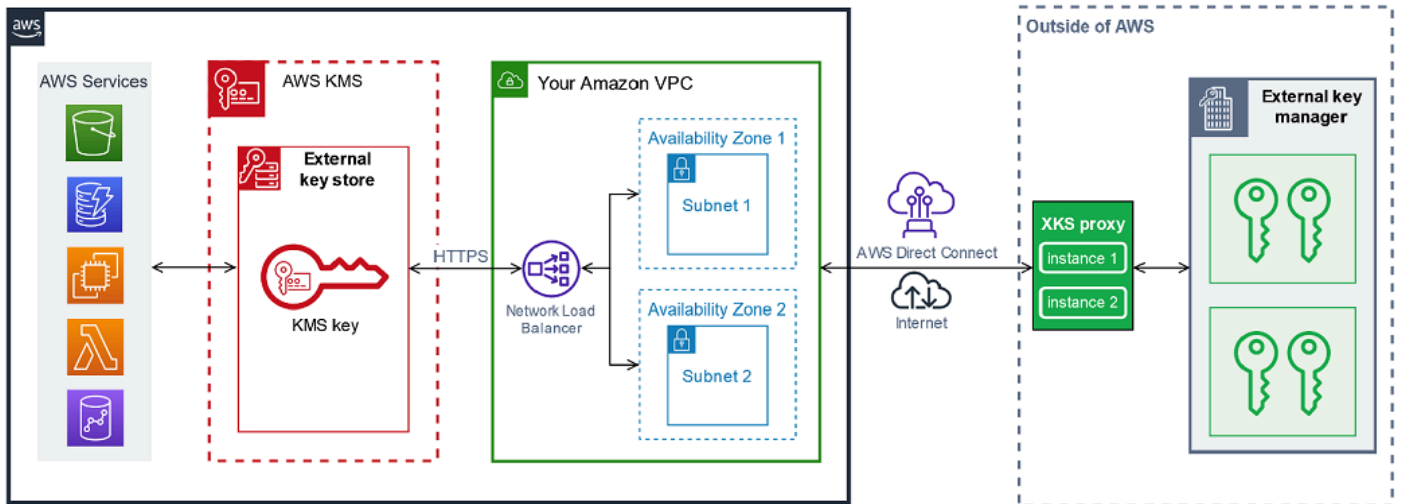 aws
AWS Services
AWS KMS
External
key store
KMS key
HTTPS
Your Amazon VPC
Network Load
Balancer
Availability Zone 1
Subnet 1
Availability Zone 2
Subnet 2
AWS Direct Connect
Internet
Outside of AWS
XKS proxy
instance 1
instance 2
External key
manager